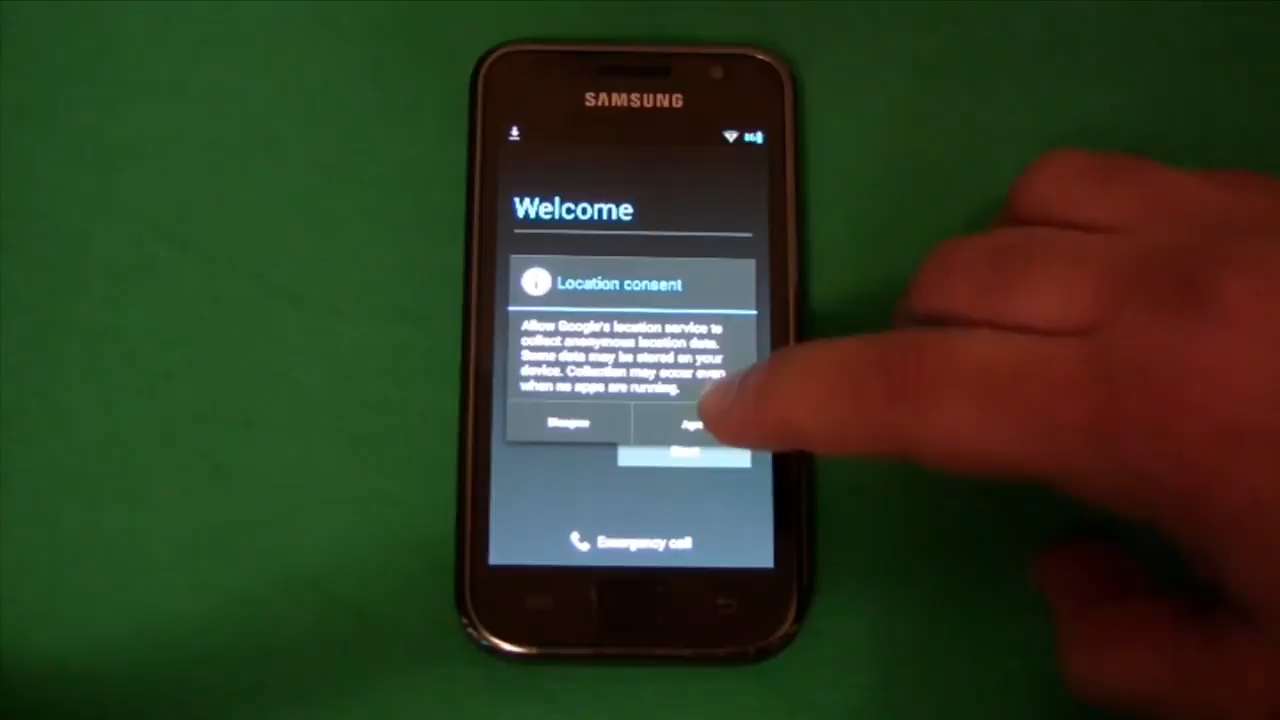 SAMSUNG
Welcome
Location consent
Allow Google's location service to
collect anonymous location data.
Some data may be stored on your
device. Collection may occur even
when no apps are running.
Disagree
Emergency call